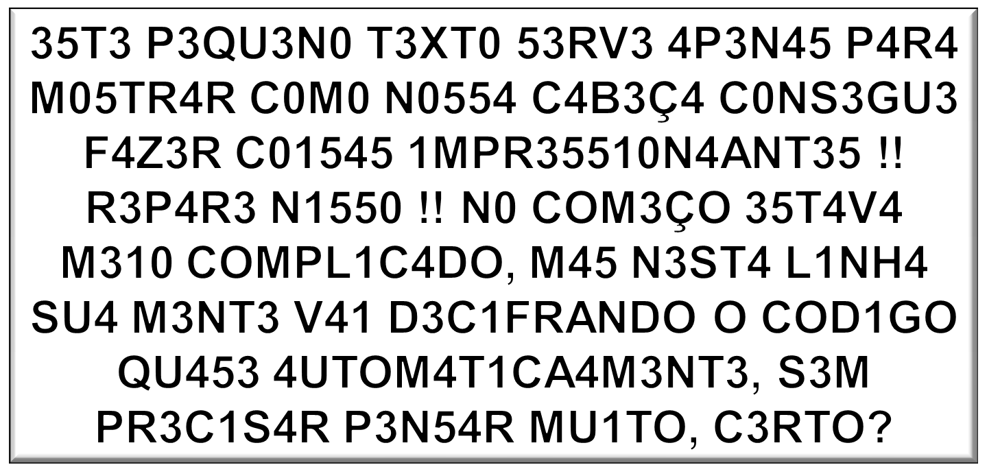 35T3 P3QU3N0 T3XT0 53RV3 4P3N45 P4R4
M05TR4R C0M0 N0554 C4B3Ç4 C0NS3GU3
F4Z3R C01545 1MPR35510N4ANT35 !!
R3P4R3 N1550 !! N0 COM3ÇO 35T4V4
M310 COMPL1C4DO, M45 N3ST4 L1NH4
SU4 M3NT3 V41 D3C1FRANDO O COD1GO
QU453 4UTOM4T1CA4M3NT3, S3M
PR3C1S4R P3N54R MU1TO, C3RTO?